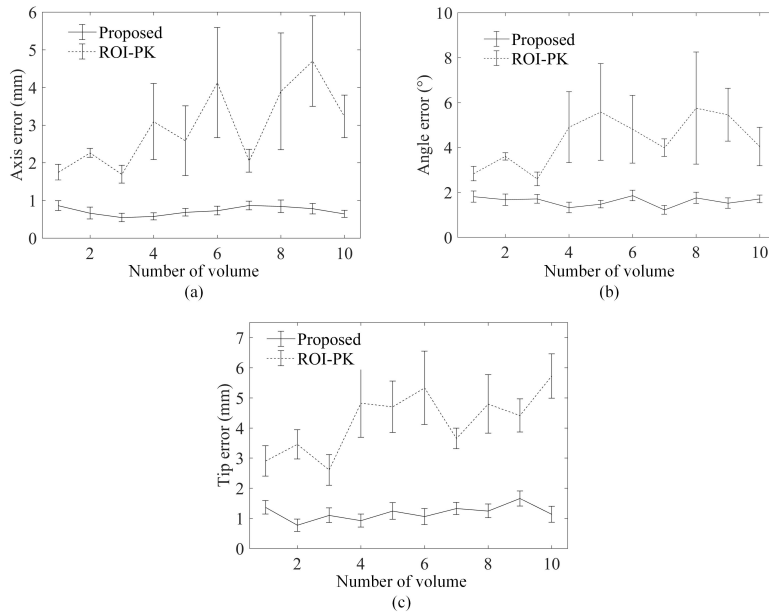 6
5
4
3
2
1
0
Axis error (mm)
Proposed
ROI-PK
2 4 6 8 10
Number of volume
(a)
10
8
6
4
2
0
Angle error (°)
Proposed
ROI-PK
2 4 6 8 10
Number of volume
(b)
7
6
5
4
3
2
1
0
Tip error (mm)
Proposed
ROI-PK
2 4 6 8 10
Number of volume
(c)